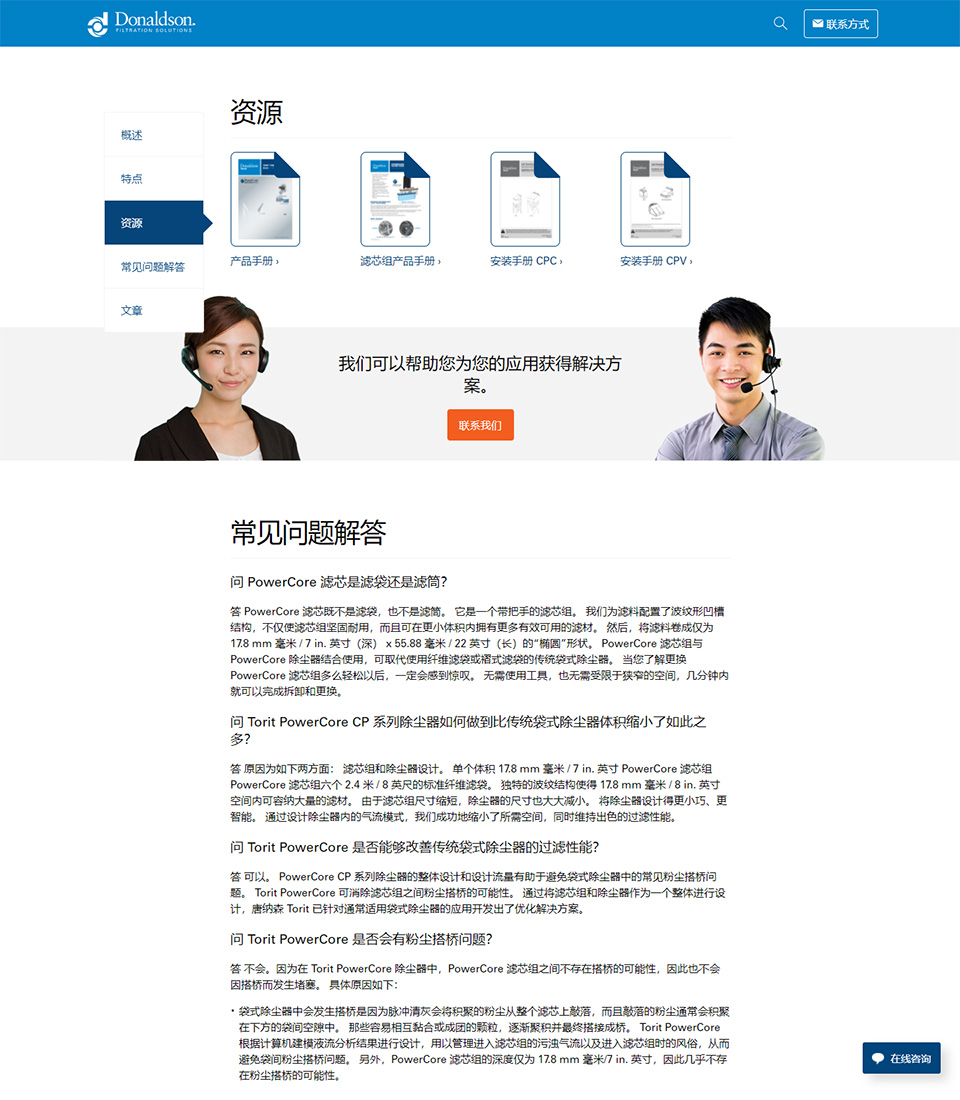 Donaldson.
FILTRATION SOLUTIONS
联系方式
资源
概述
特点
资源
常见问题解答
文章
产品手册 ›
滤芯组产品手册 ›
安装手册 CPC ›
安装手册 CPV ›
我们可以帮助您为您的应用获得解决方
案。
联系我们
常见问题解答
问 PowerCore 滤芯是滤袋还是滤筒？
答 PowerCore 滤芯既不是滤袋，也不是滤筒。 它是一个带把手的滤芯组。 我们为滤料配置了波纹形凹槽
结构，不仅使滤芯组坚固耐用，而且可在更小体积内拥有更多有效可用的滤材。 然后，将滤料卷成仅为
17.8 mm 毫米 / 7 in. 英寸（深） x 55.88 毫米 / 22 英寸（长）的“椭圆”形状。 PowerCore 滤芯组与
PowerCore 除尘器结合使用，可取代使用纤维滤袋或褶式滤袋的传统袋式除尘器。 当您了解更换
PowerCore 滤芯组多么轻松以后，一定会感到惊叹。 无需使用工具，也无需受限于狭窄的空间，几分钟内
就可以完成拆卸和更换。
问 Torit PowerCore CP 系列除尘器如何做到比传统袋式除尘器体积缩小了如此之
多？
答 原因为如下两方面： 滤芯组和除尘器设计。 单个体积 17.8 mm 毫米 / 7 in. 英寸 PowerCore 滤芯组
PowerCore 滤芯组六个 2.4 米 / 8 英尺的标准纤维滤袋。 独特的波纹结构使得 17.8 mm 毫米 / 8 in. 英寸
空间内可容纳大量的滤材。 由于滤芯组尺寸缩短，除尘器的尺寸也大大减小。 将除尘器设计得更小巧、更
智能。 通过设计除尘器内的气流模式，我们成功地缩小了所需空间，同时维持出色的过滤性能。
问 Torit PowerCore 是否能够改善传统袋式除尘器的过滤性能？
答 可以。 PowerCore CP 系列除尘器的整体设计和设计流量有助于避免袋式除尘器中的常见粉尘搭桥问
题。 Torit PowerCore 可消除滤芯组之间粉尘搭桥的可能性。 通过将滤芯组和除尘器作为一个整体进行设
计，唐纳森 Torit 已针对通常适用袋式除尘器的应用开发出了优化解决方案。
问 Torit PowerCore 是否会有粉尘搭桥问题？
答 不会。因为在 Torit PowerCore 除尘器中，PowerCore 滤芯组之间不存在搭桥的可能性，因此也不会
因搭桥而发生堵塞。 具体原因如下：
• 袋式除尘器中会发生搭桥是因为脉冲清灰会将积聚的粉尘从整个滤芯上敲落，而且敲落的粉尘通常会积聚
在下方的袋间空隙中。 那些容易相互黏合或成团的颗粒，逐渐聚积并最终搭接成桥。 Torit PowerCore
根据计算机建模液流分析结果进行设计，用以管理进入滤芯组的污浊气流以及进入滤芯组时的风俗，从而
避免袋间粉尘搭桥问题。 另外，PowerCore 滤芯组的深度仅为 17.8 mm 毫米/7 in. 英寸，因此几乎不存
在粉尘搭桥的可能性。
在线咨询